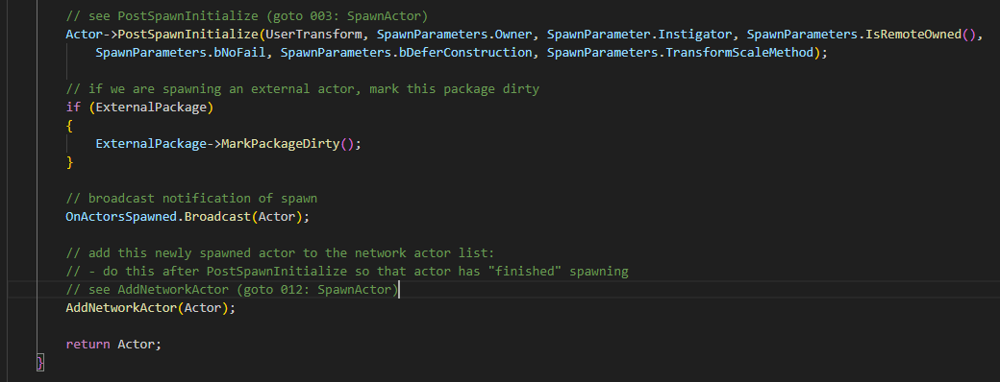 // see PostSpawnInitialize (goto 003: SpawnActor)
Actor->PostSpawnInitialize(UserTransform, SpawnParameters.Owner, SpawnParameter.Instigator, SpawnParameters.IsRemoteOwned(),
SpawnParameters.bNoFail, SpawnParameters.bDeferConstruction, SpawnParameters.TransformScaleMethod);
// if we are spawning an external actor, mark this package dirty
if (ExternalPackage)
{
ExternalPackage->MarkPackageDirty();
}
// broadcast notification of spawn
OnActorsSpawned.Broadcast(Actor);
// add this newly spawned actor to the network actor list:
// - do this after PostSpawnInitialize so that actor has "finished" spawning
// see AddNetworkActor (goto 012: SpawnActor)
AddNetworkActor(Actor);
return Actor;
}